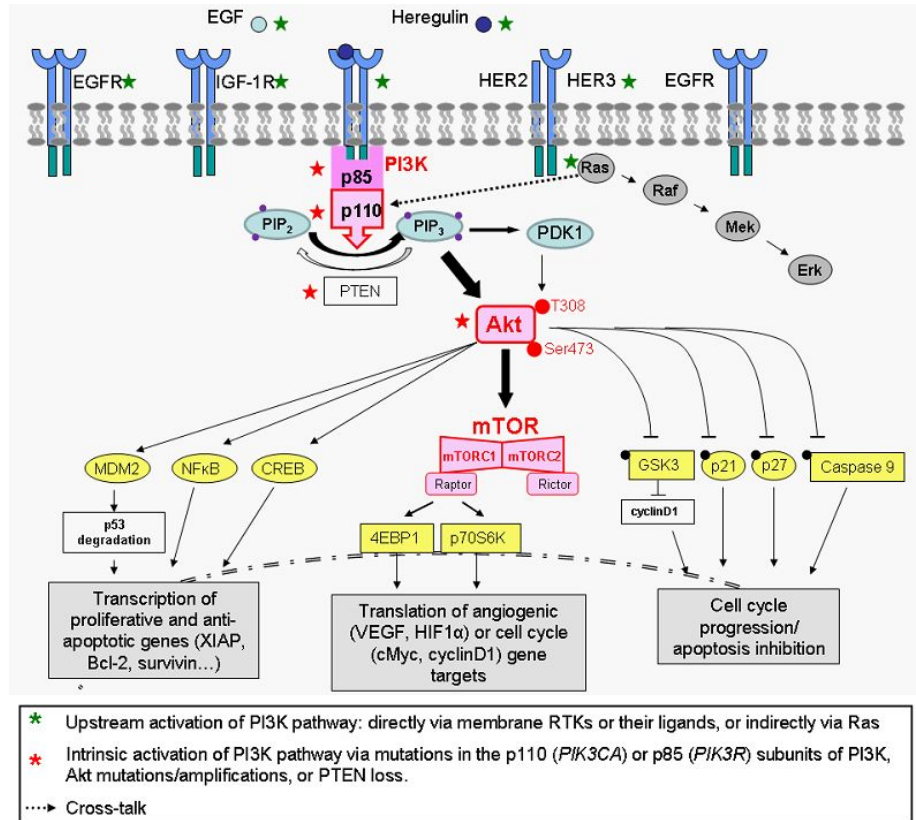 EGF
Heregulin
EGFR
IGF-1R
HER2
HER3
EGFR
PI3K
p85
p110
Ras
Raf
Mek
Erk
PIP2
PIP3
PDK1
PTEN
T308
Akt
Ser473
mTOR
mTORC1
mTORC2
Raptor
Rictor
MDM2
NFκB
CREB
GSK3
p21
p27
Caspase 9
p53
degradation
cyclinD1
4EBP1
p70S6K
Transcription of
proliferative and anti-
apoptotic genes (XIAP,
Bcl-2, survivin…)
Translation of angiogenic
(VEGF, HIF1α) or cell cycle
(cMyc, cyclinD1) gene
targets
Cell cycle
progression/
apoptosis inhibition
* Upstream activation of PI3K pathway: directly via membrane RTKs or their ligands, or indirectly via Ras
* Intrinsic activation of PI3K pathway via mutations in the p110 (PIK3CA) or p85 (PIK3R) subunits of PI3K,
Akt mutations/amplifications, or PTEN loss.
Cross-talk